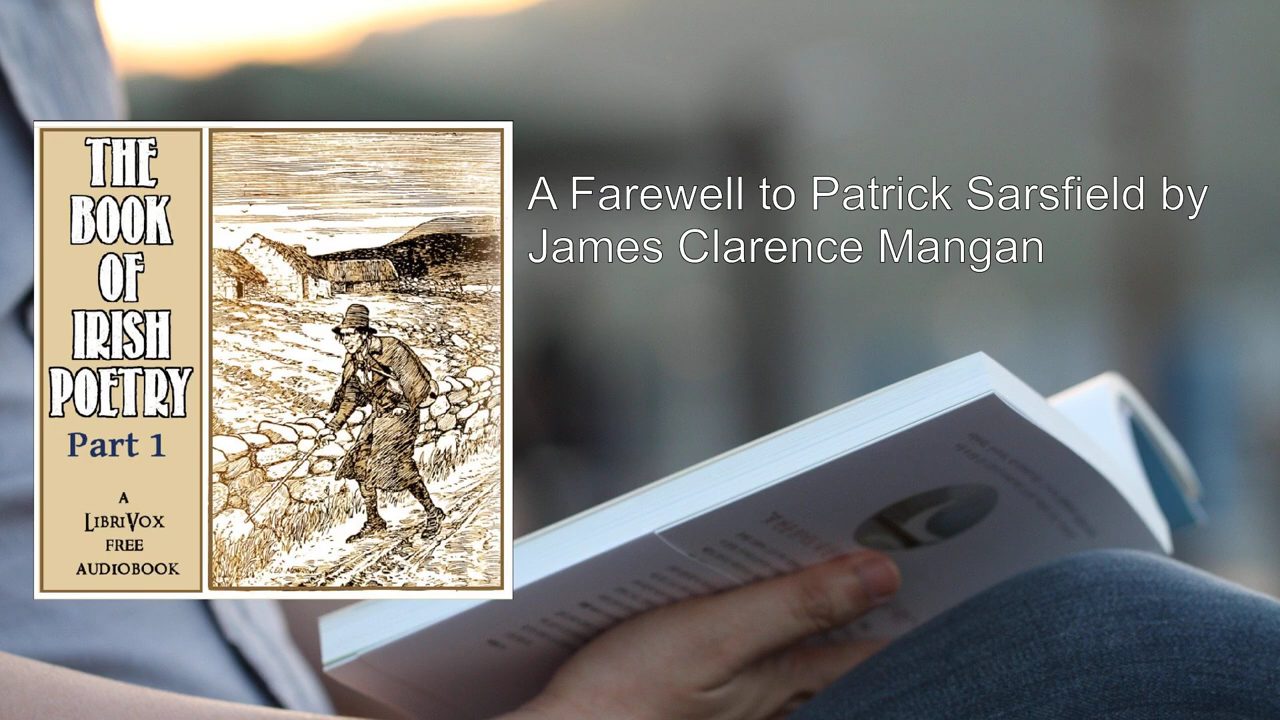 THE
BOOK
OF
IRISH
POETRY
Part 1
A
LIBRIVOX
FREE
AUDIOBOOK
A Farewell to Patrick Sarsfield by
James Clarence Mangan